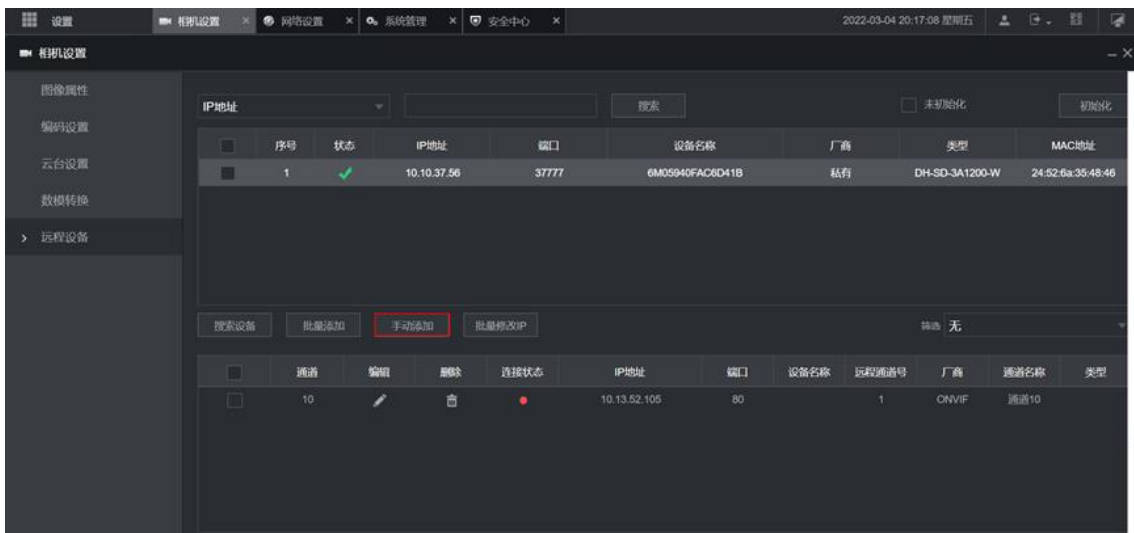 设置 相机设置 × 网络设置 × 系统管理 × 安全中心 × 2022-03-04 20:17:08 星期五
相机设置
图像属性
编码设置
云台设置
数模转换
远程设备
IP地址 搜索 未初始化 初始化
序号 状态 IP地址 端口 设备名称 厂商 类型 MAC地址
1 10.10.37.56 37777 6M05940FAC6D41B 私有 DH-SD-3A1200-W 24:52:6a:35:48:46
搜索设备 批量添加 手动添加 批量修改IP 筛选 无
通道 编辑 删除 连接状态 IP地址 端口 设备名称 远程通道号 厂商 通道名称 类型
10 10.13.52.105 80 1 ONVIF 通道10